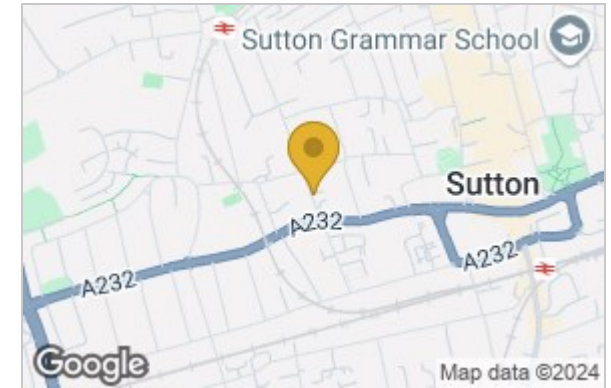 Sutton Grammar School
Sutton
A232
A232
A232
Google
Map data ©2024